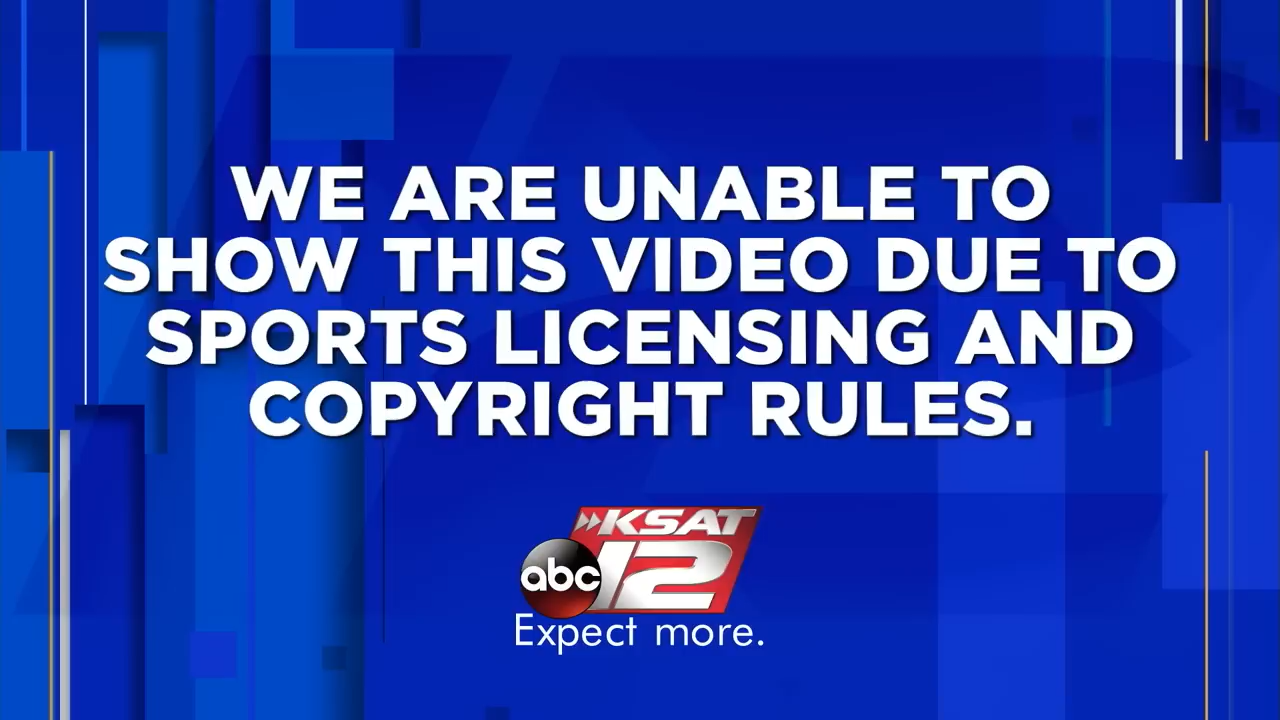 WE ARE UNABLE TO
SHOW THIS VIDEO DUE TO
SPORTS LICENSING AND
COPYRIGHT RULES.
KSAT
abc 12
Expect more.